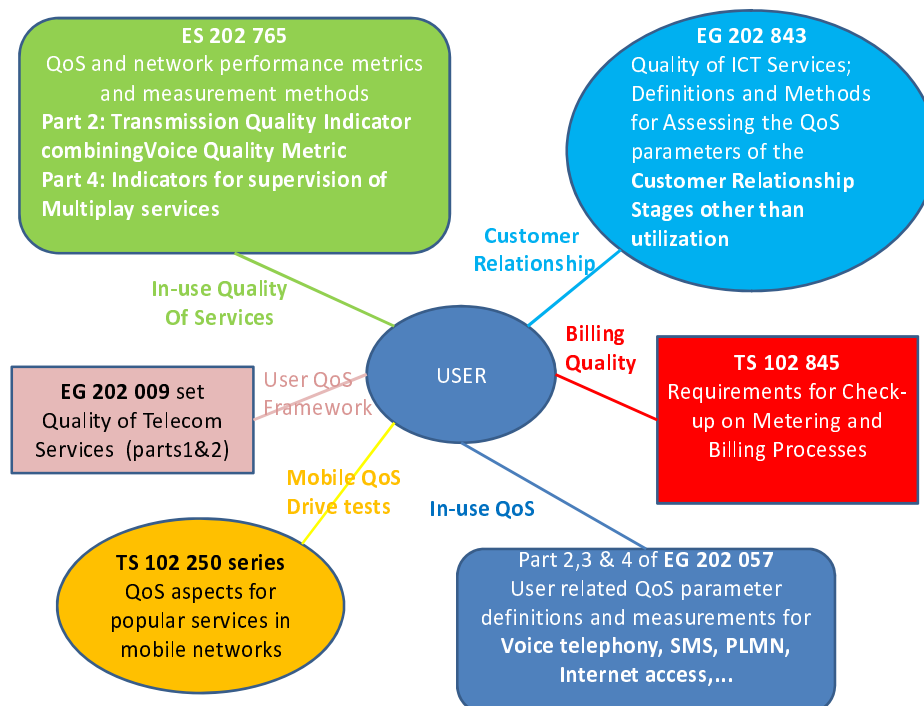 ES 202 765
QoS and network performance metrics
and measurement methods
Part 2: Transmission Quality Indicator
combiningVoice Quality Metric
Part 4: Indicators for supervision of
Multiplay services
EG 202 843
Quality of ICT Services;
Definitions and Methods
for Assessing the QoS
parameters of the
Customer Relationship
Stages other than
utilization
Customer
Relationship
In-use Quality
Of Services
Billing
Quality
USER
User QoS
Framework
EG 202 009 set
Quality of Telecom
Services (parts1&2)
TS 102 845
Requirements for Check-
up on Metering and
Billing Processes
Mobile QoS
Drive tests
In-use QoS
TS 102 250 series
QoS aspects for
popular services in
mobile networks
Part 2,3 & 4 of EG 202 057
User related QoS parameter
definitions and measurements for
Voice telephony, SMS, PLMN,
Internet access,...